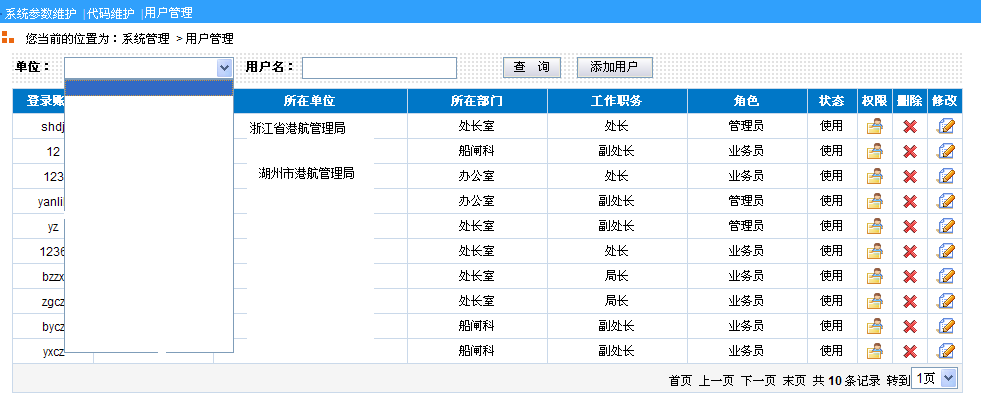 系统参数维护 |代码维护 |用户管理
您当前的位置为：系统管理 >用户管理
单位： 用户名： 查 询 添加用户
登录账 所在单位 所在部门 工作职务 角色 状态 权限 删除 修改
shdj 浙江省港航管理局 处长室 处长 管理员 使用
12 船闸科 副处长 业务员 使用
123 湖州市港航管理局 办公室 处长 业务员 使用
yanli 办公室 副处长 管理员 使用
yz 处长室 副处长 管理员 使用
1236 处长室 处长 业务员 使用
bzzx 处长室 局长 业务员 使用
zgcz 处长室 局长 业务员 使用
bycz 船闸科 副处长 业务员 使用
yxcz 船闸科 副处长 业务员 使用
首页 上一页 下一页 末页 共 10 条记录 转到 1页